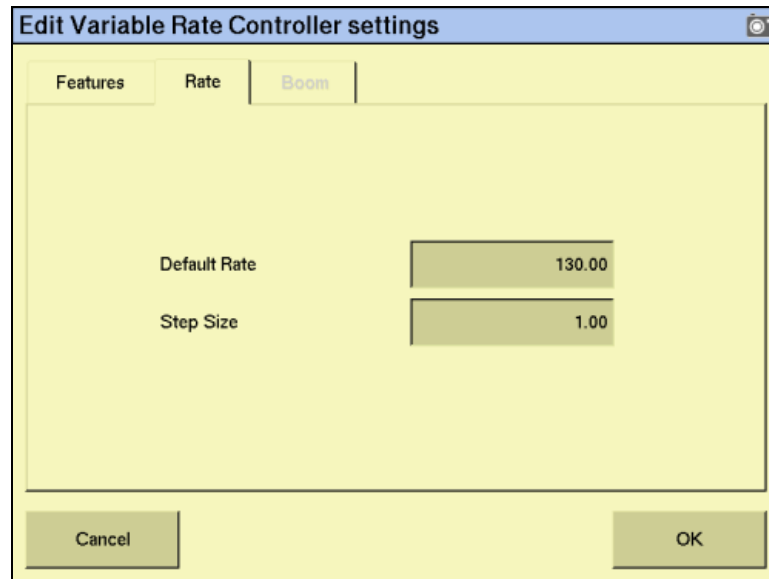 Edit Variable Rate Controller settings
Features Rate Boom
Default Rate 130.00
Step Size 1.00
Cancel OK